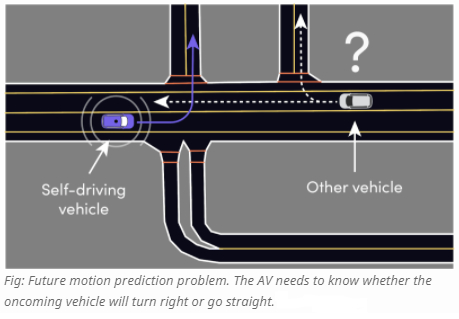 ?
Self-driving
vehicle
Other vehicle
Fig: Future motion prediction problem. The AV needs to know whether the
oncoming vehicle will turn right or go straight.